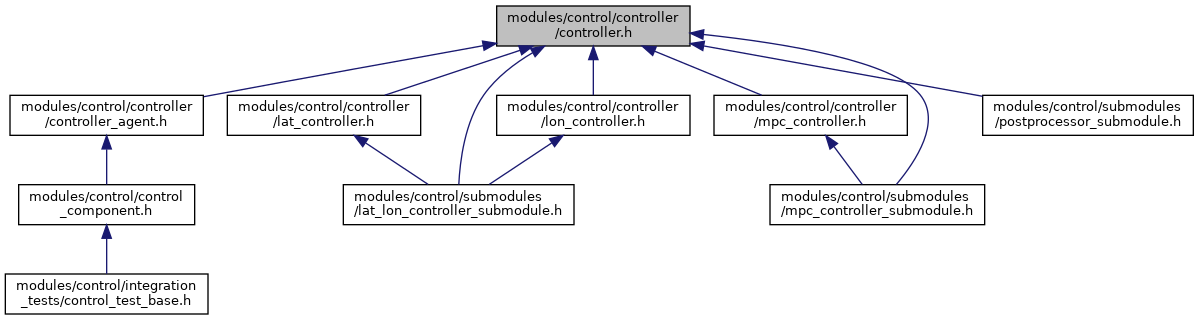 modules/control/controller
/controller.h
modules/control/controller
/controller_agent.h
modules/control/controller
/lat_controller.h
modules/control/controller
/lon_controller.h
modules/control/controller
/mpc_controller.h
modules/control/submodules
/postprocessor_submodule.h
modules/control/control
_component.h
modules/control/submodules
/lat_lon_controller_submodule.h
modules/control/submodules
/mpc_controller_submodule.h
modules/control/integration
_tests/control_test_base.h